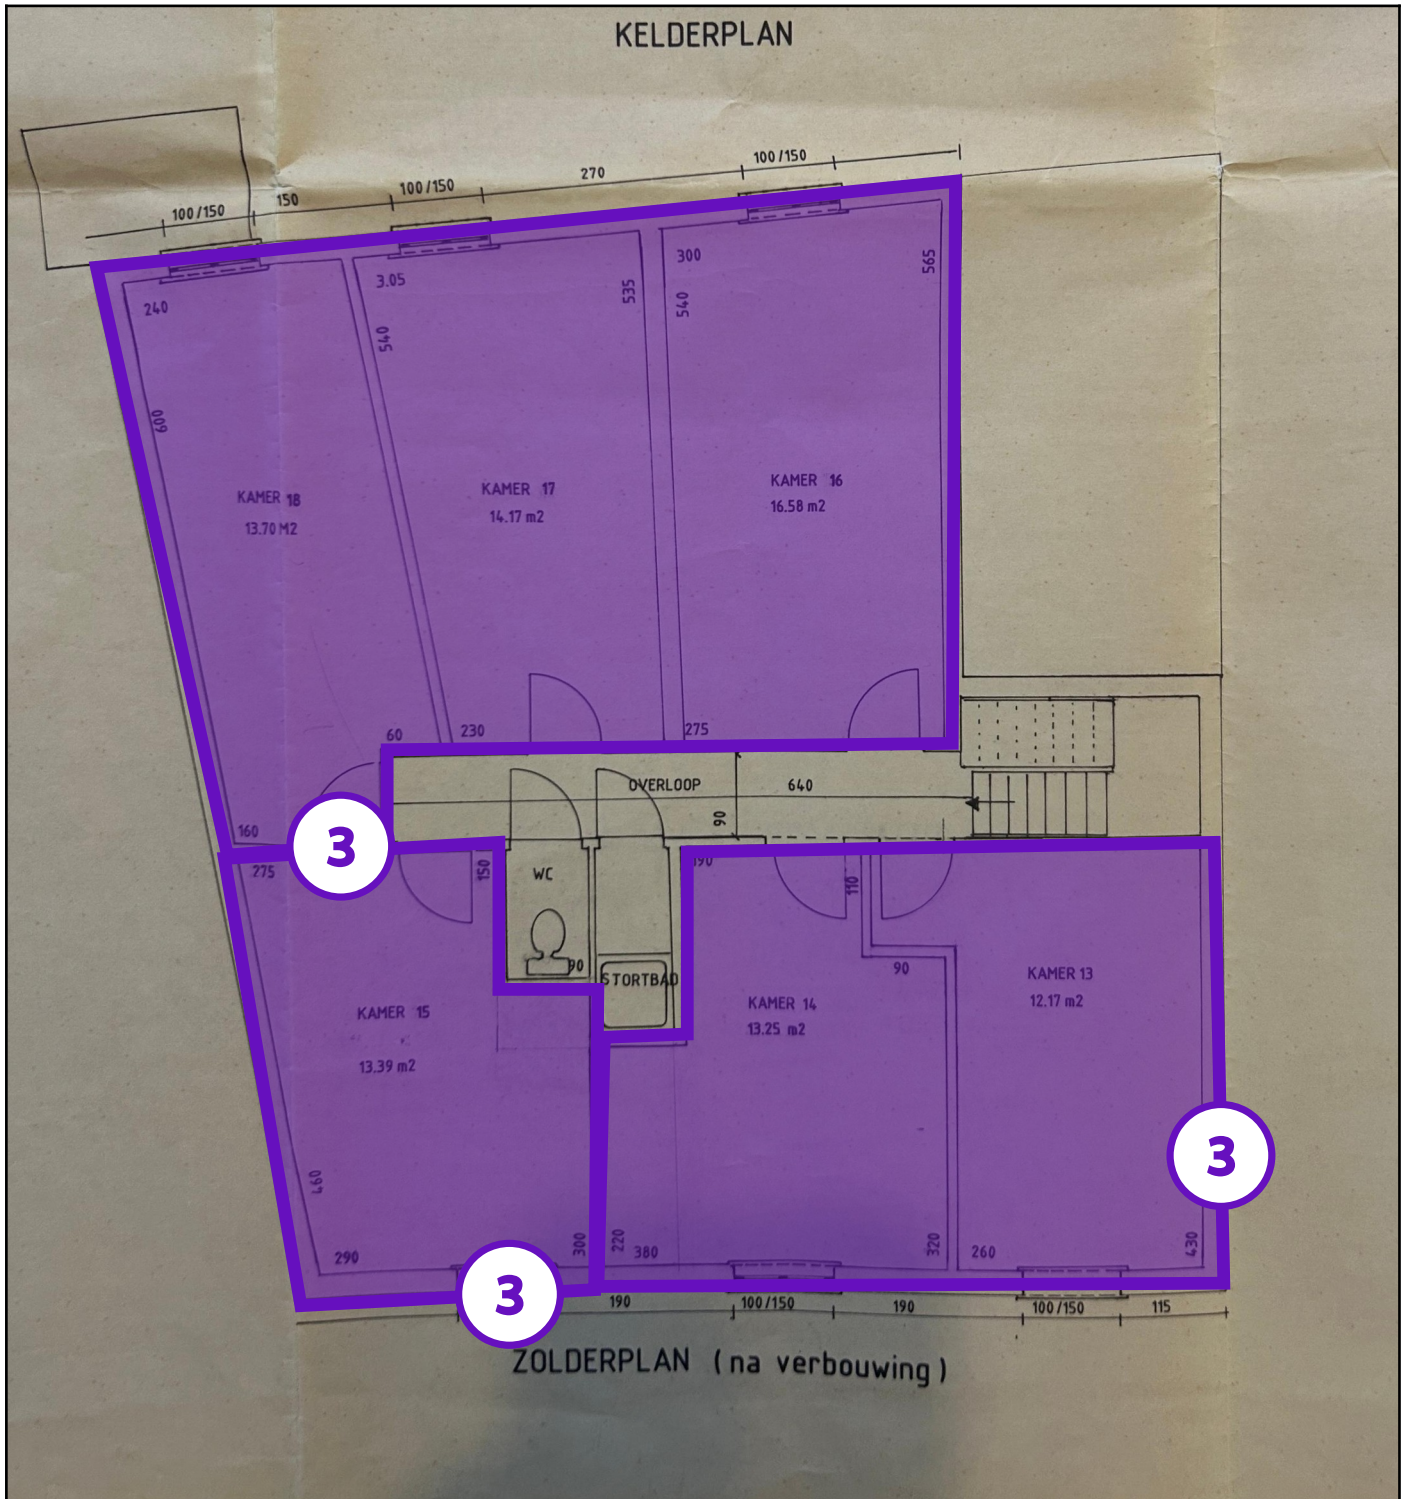 KELDERPLAN
100/150
150
100/150
270
100/150
240
3.05
535
300
540
565
540
600
KAMER 18
13.70 M2
KAMER 17
14.17 m2
KAMER 16
16.58 m2
60
230
275
OVERLOOP
640
90
160
3
275
150
WC
190
110
90
STORTBAD
90
KAMER 15
13.39 m2
KAMER 14
13.25 m2
KAMER 13
12.17 m2
3
460
290
300
220
380
320
260
430
3
190
100/150
190
100/150
115
ZOLDERPLAN (na verbouwing)